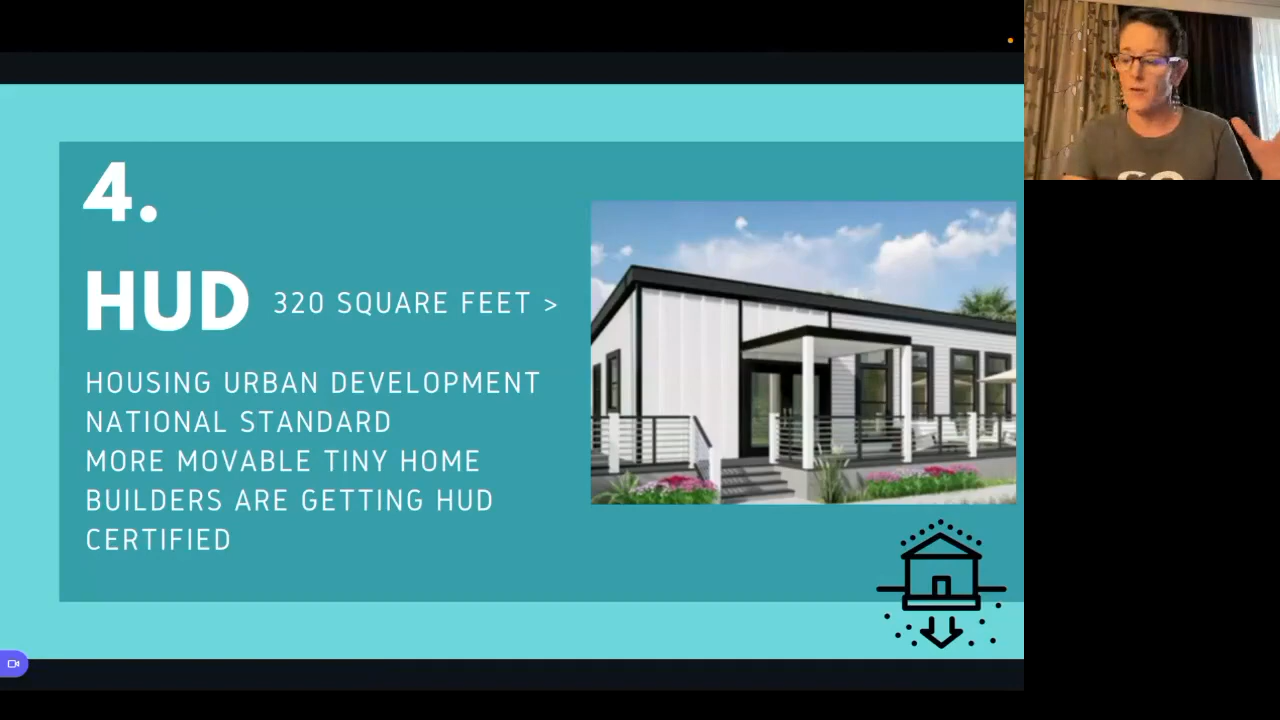 4.
HUD 320 SQUARE FEET >
HOUSING URBAN DEVELOPMENT
NATIONAL STANDARD
MORE MOVABLE TINY HOME
BUILDERS ARE GETTING HUD
CERTIFIED